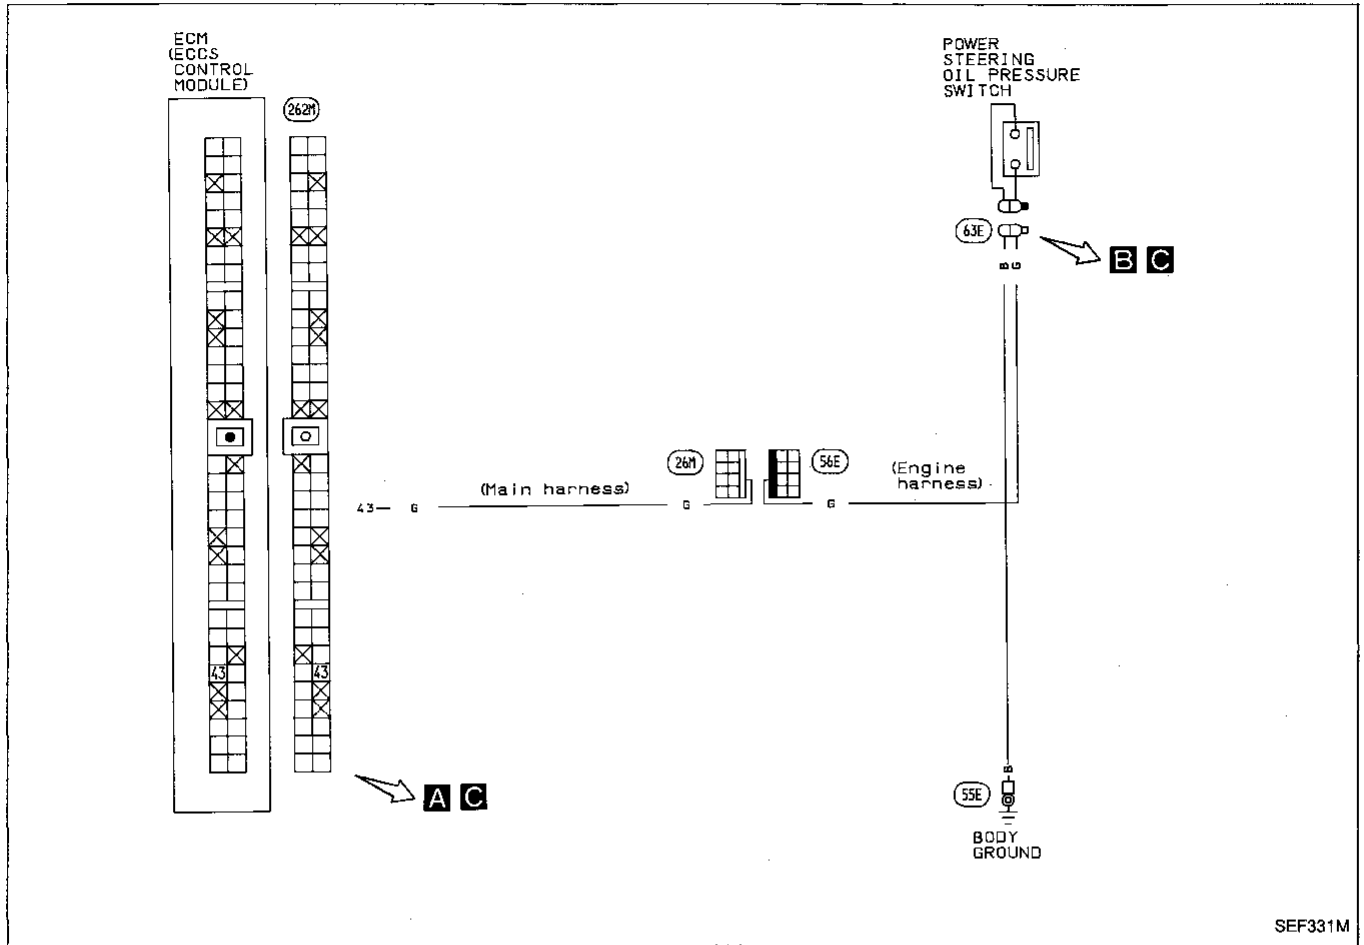 ECM
(ECCS
CONTROL
MODULE)
262M
POWER
STEERING
OIL PRESSURE
SWITCH
63E
B G
B C
26M
56E
(Main harness)
(Engine
harness)
43 G
G
G
43
43
A C
B
55E
BODY
GROUND
SEF331M